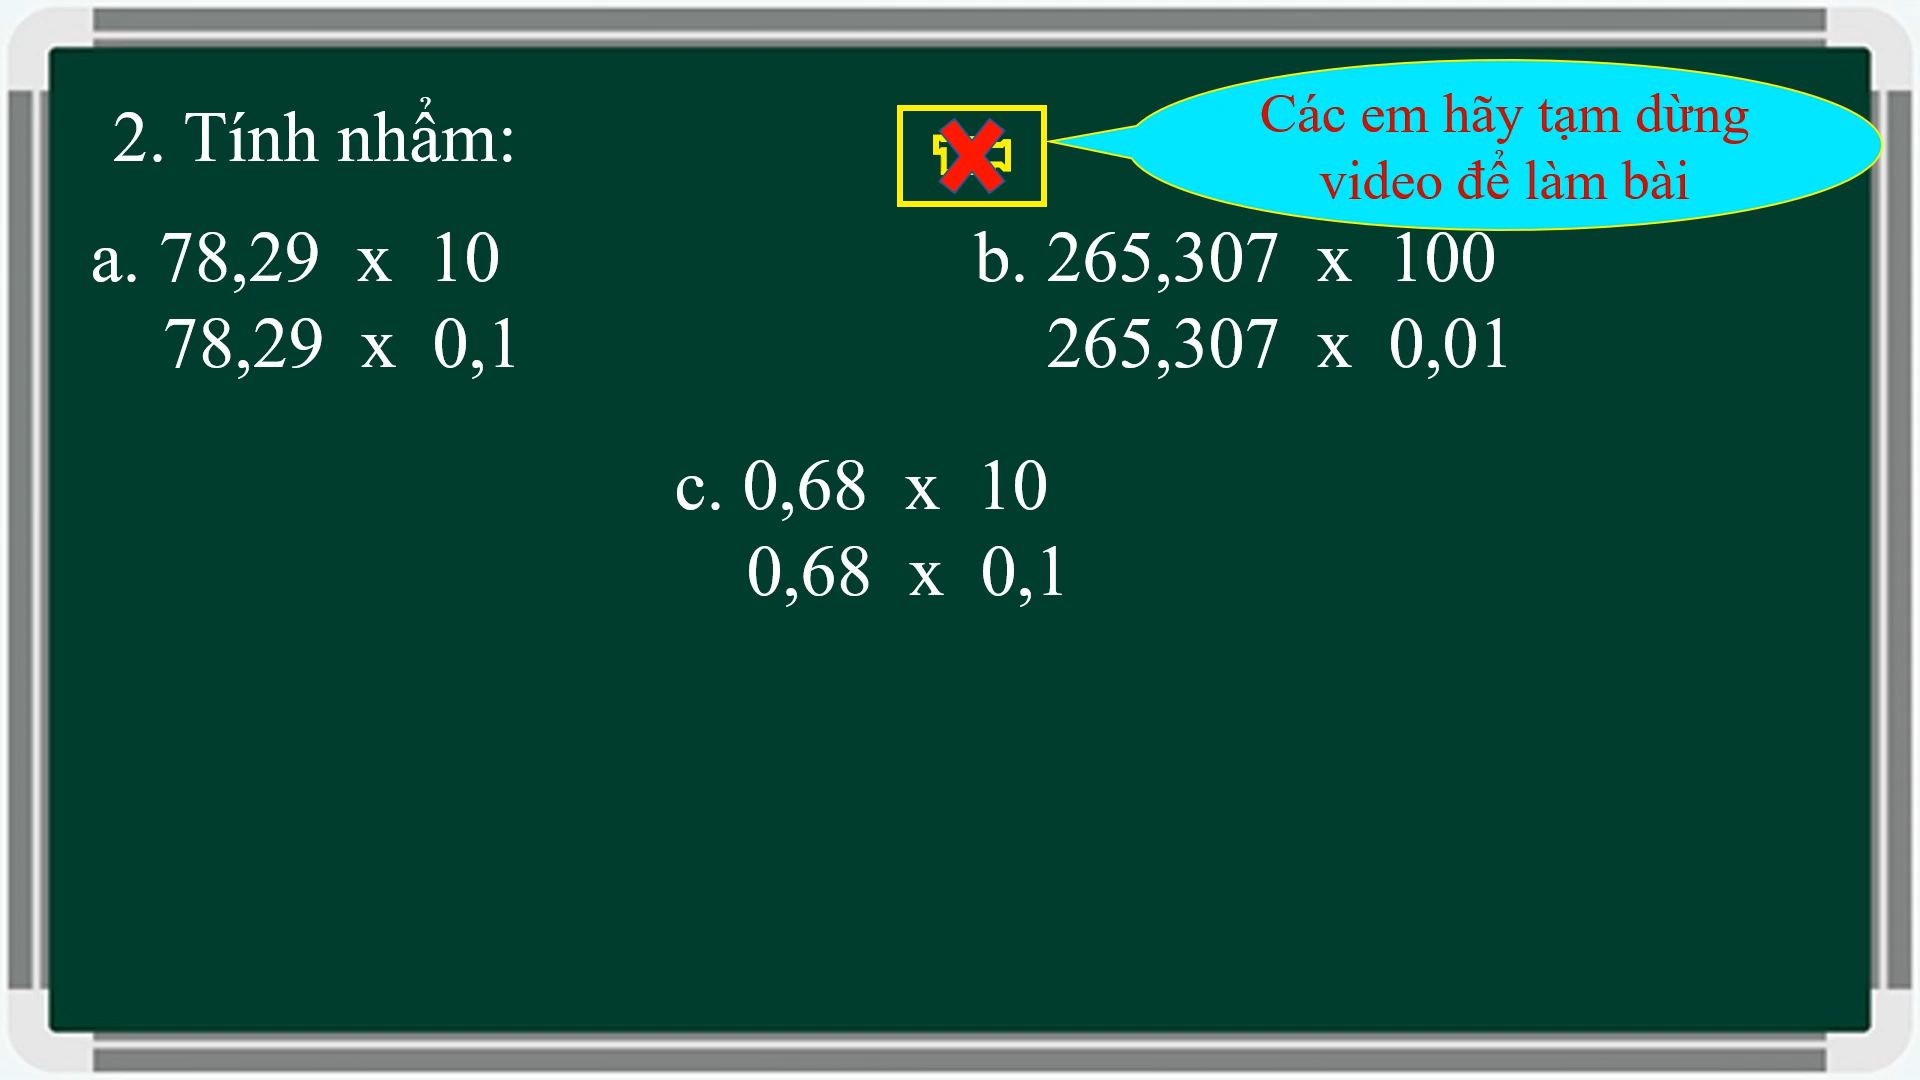 2. Tính nhẩm:
Các em hãy tạm dừng
video để làm bài
a. 78,29 x 10
78,29 x 0,1
b. 265,307 x 100
265,307 x 0,01
c. 0,68 x 10
0,68 x 0,1